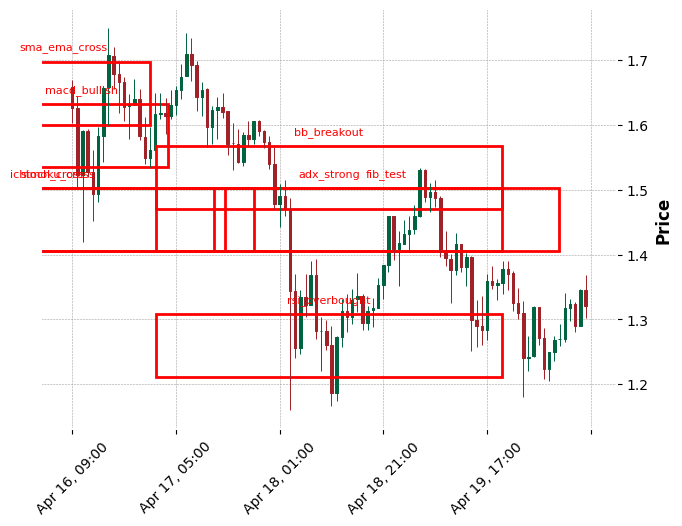 sma_ema_cross
macd_bullish
bb_breakout
adx_strong
fib_test
rsi_overbought
1.7
1.6
1.5
1.4
1.3
1.2
Price
Apr 16, 09:00
Apr 17, 05:00
Apr 18, 01:00
Apr 18, 21:00
Apr 19, 17:00